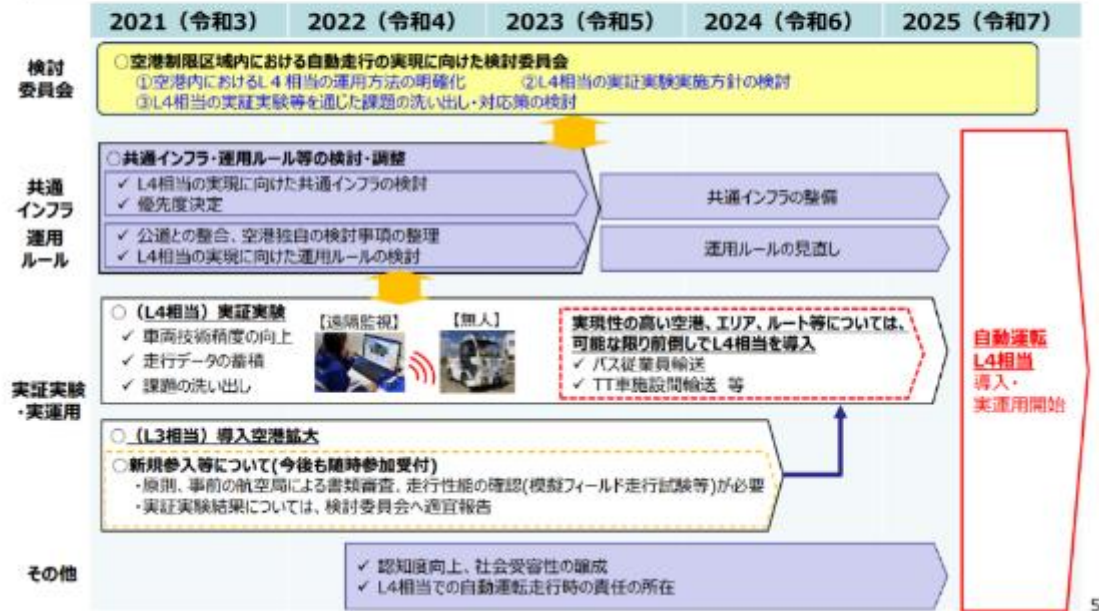 2021（令和3）
2022（令和4）
2023（令和5）
2024（令和6）
2025（令和7）
検討
委員会
○空港制限区域内における自動走行の実現に向けた検討委員会
①空港内におけるL4相当の運用方法の明確化 ②L4相当の実証実験実施方針の検討
③L4相当の実証実験等を通じた課題の洗い出し・対応策の検討
共通
インフラ
運用
ルール
○共通インフラ・運用ルール等の検討・調整
✓ L4相当の実現に向けた共通インフラの検討
✓ 優先度決定
✓ 公道との整合、空港独自の検討事項の整理
✓ L4相当の実現に向けた運用ルールの検討
共通インフラの整備
運用ルールの見直し
実証実験
・実運用
○（L4相当）実証実験
✓ 車両技術精度の向上
✓ 走行データの蓄積
✓ 課題の洗い出し
【遠隔監視】
【無人】
実現性の高い空港、エリア、ルート等については、
可能な限り前倒してL4相当を導入
✓ バス従業員輸送
✓ TT車施設間輸送 等
○（L3相当）導入空港拡大
○新規参入等について(今後も随時参加受付)
・原則、事前の航空局による書類審査、走行性能の確認(模擬フィールド走行試験等)が必要
・実証実験結果については、検討委員会へ適宜報告
自動運転
L4相当
導入・
実運用開始
その他
✓ 認知度向上、社会受容性の醸成
✓ L4相当での自動運転走行時の責任の所在
5